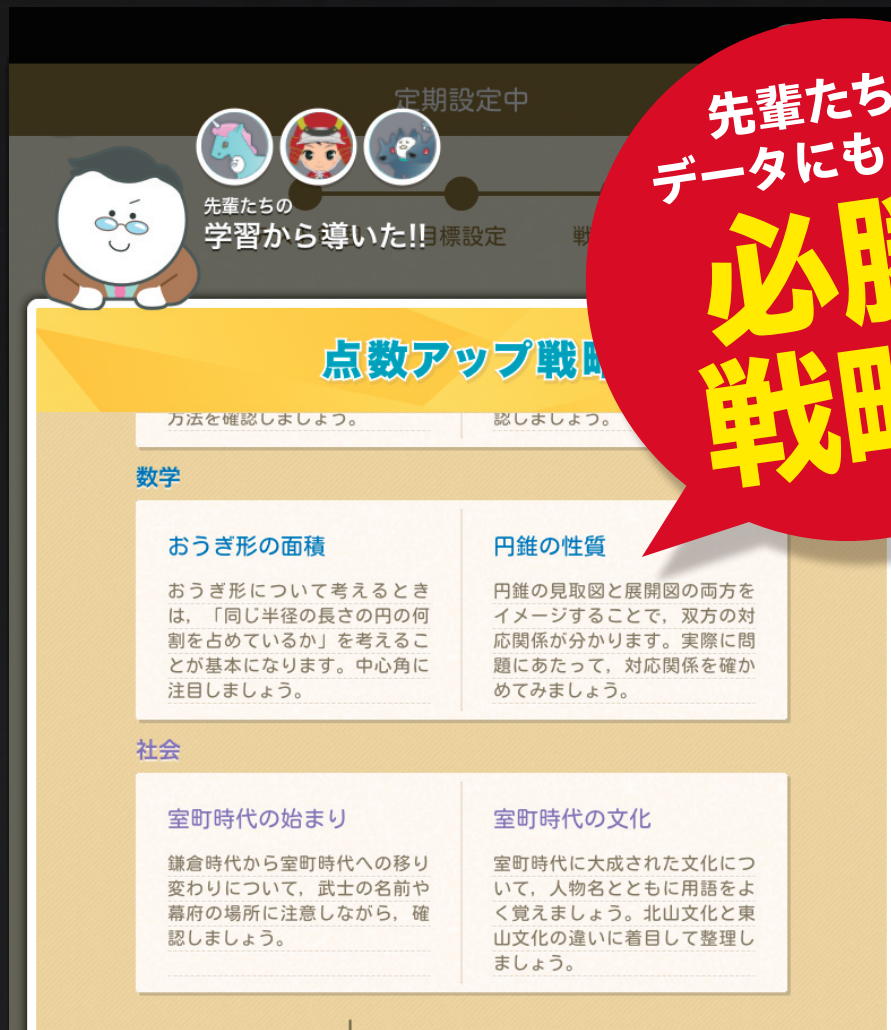 定期設定中
先輩たちの
学習から導いた!!
目標設定
戦
先輩たち
データにも
必勝
戦略
点数アップ戦略
方法を確認しましょう。
認しましょう。
数学
おうぎ形の面積
おうぎ形について考えるとき
は，「同じ半径の長さの円の何
割を占めているか」を考えるこ
とが基本になります。中心角に
注目しましょう。
円錐の性質
円錐の見取図と展開図の両方を
イメージすることで，双方の対
応関係が分かります。実際に問
題にあたって，対応関係を確か
めてみましょう。
社会
室町時代の始まり
鎌倉時代から室町時代への移り
変わりについて，武士の名前や
幕府の場所に注意しながら，確
認しましょう。
室町時代の文化
室町時代に大成された文化につ
いて，人物名とともに用語をよ
く覚えましょう。北山文化と東
山文化の違いに着目して整理し
ましょう。